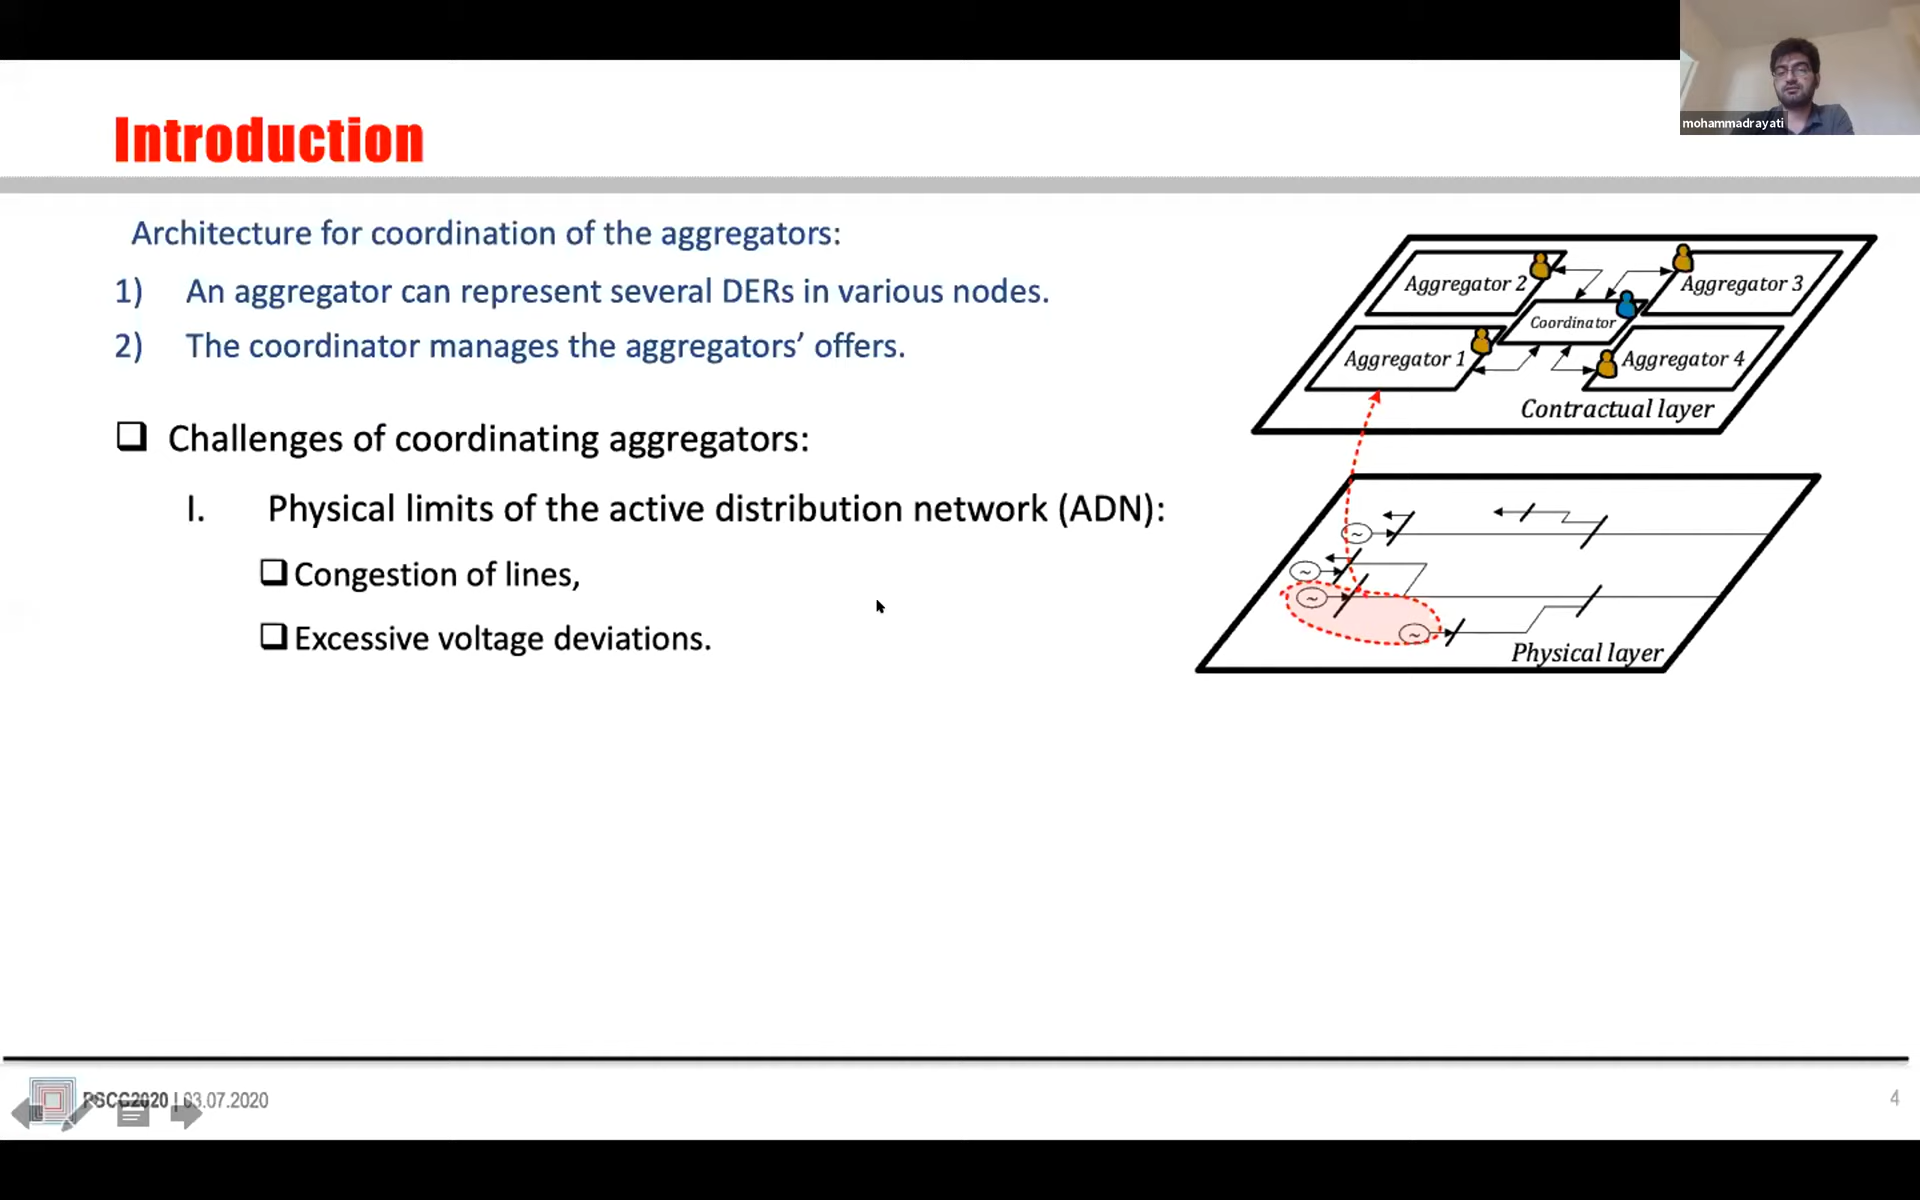 mohammadrayati
Introduction
Architecture for coordination of the aggregators:
1) An aggregator can represent several DERs in various nodes.
2) The coordinator manages the aggregators’ offers.
Challenges of coordinating aggregators:
I. Physical limits of the active distribution network (ADN):
Congestion of lines,
Excessive voltage deviations.
Aggregator 2
Aggregator 3
Coordinator
Aggregator 1
Aggregator 4
Contractual layer
~
~
~
~
Physical layer
PSCC2020 | 03.07.2020
4